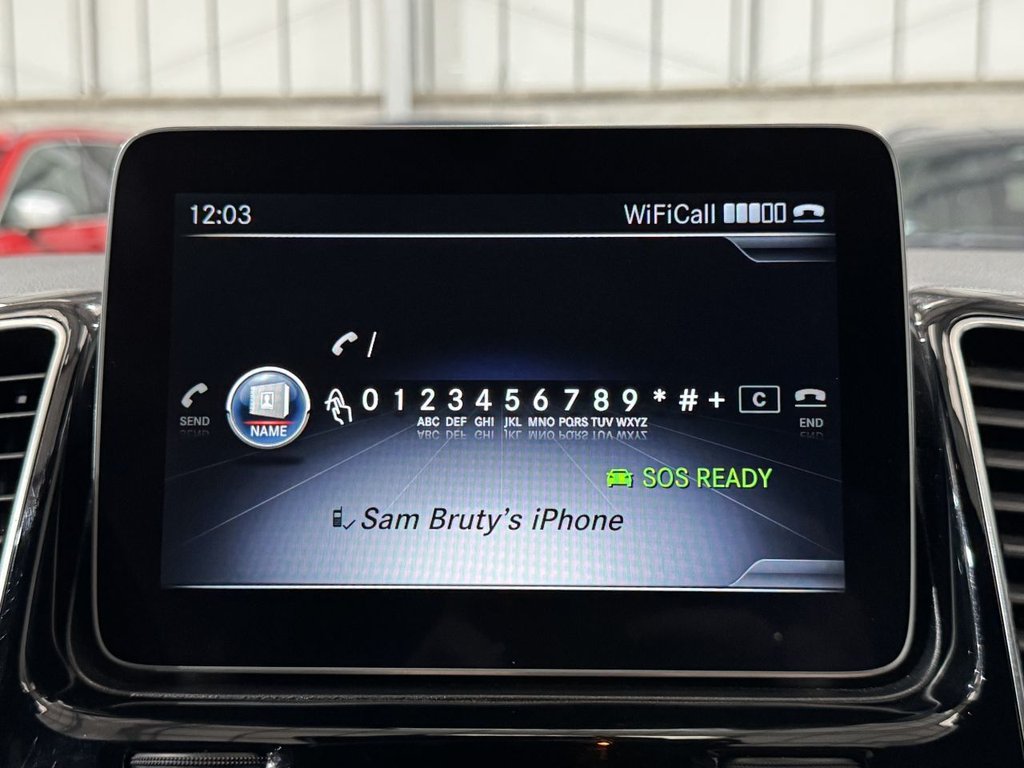 12:03 WiFiCall
/
0 1 2 3 4 5 6 7 8 9 * # + C
SEND NAME ABC DEF GHI JKL MNO PQRS TUV WXYZ END
SOS READY
Sam Bruty's iPhone